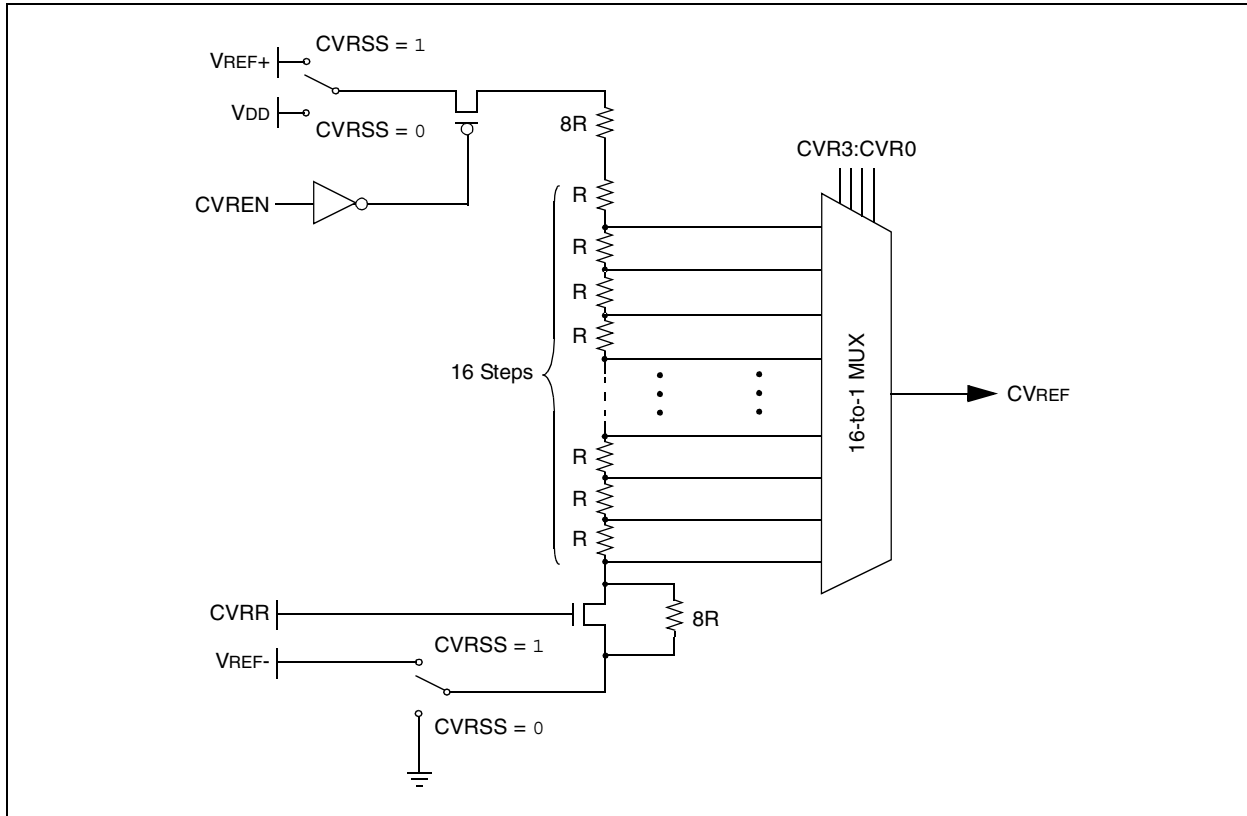 CVRSS = 1
VREF+
VDD
CVRSS = 0
8R
CVR3:CVR0
CVREN
R
R
R
R
16 Steps
16-to-1 MUX
CVREF
R
R
R
CVRR
8R
CVRSS = 1
VREF-
CVRSS = 0